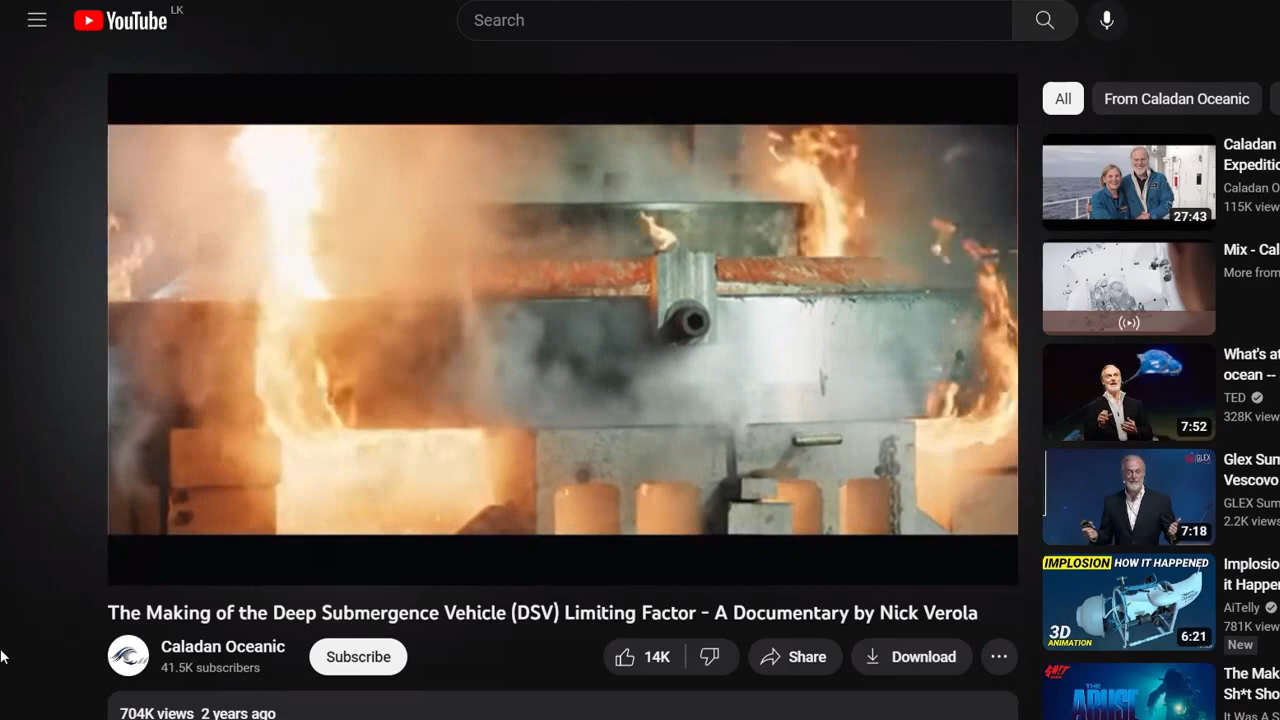 YouTube LK
Search
All
From Caladan Oceanic
Caladan
Expeditio
Caladan O
115K view
27:43
Mix - Cal
More from
What's at
ocean --
TED
328K view
7:52
Glex Sum
Vescovo
GLEX Sum
2.2K views
GLEX
7:18
IMPLOSION HOW IT HAPPENED
3D
ANIMATION
6:21
Implosio
it Happe
AiTelly
781K view
New
The Mak
Sh*t Sho
It Was A S
THE
ABUSE
The Making of the Deep Submergence Vehicle (DSV) Limiting Factor - A Documentary by Nick Verola
Caladan Oceanic
41.5K subscribers
Subscribe
14K
Share
Download
704K views 2 years ago